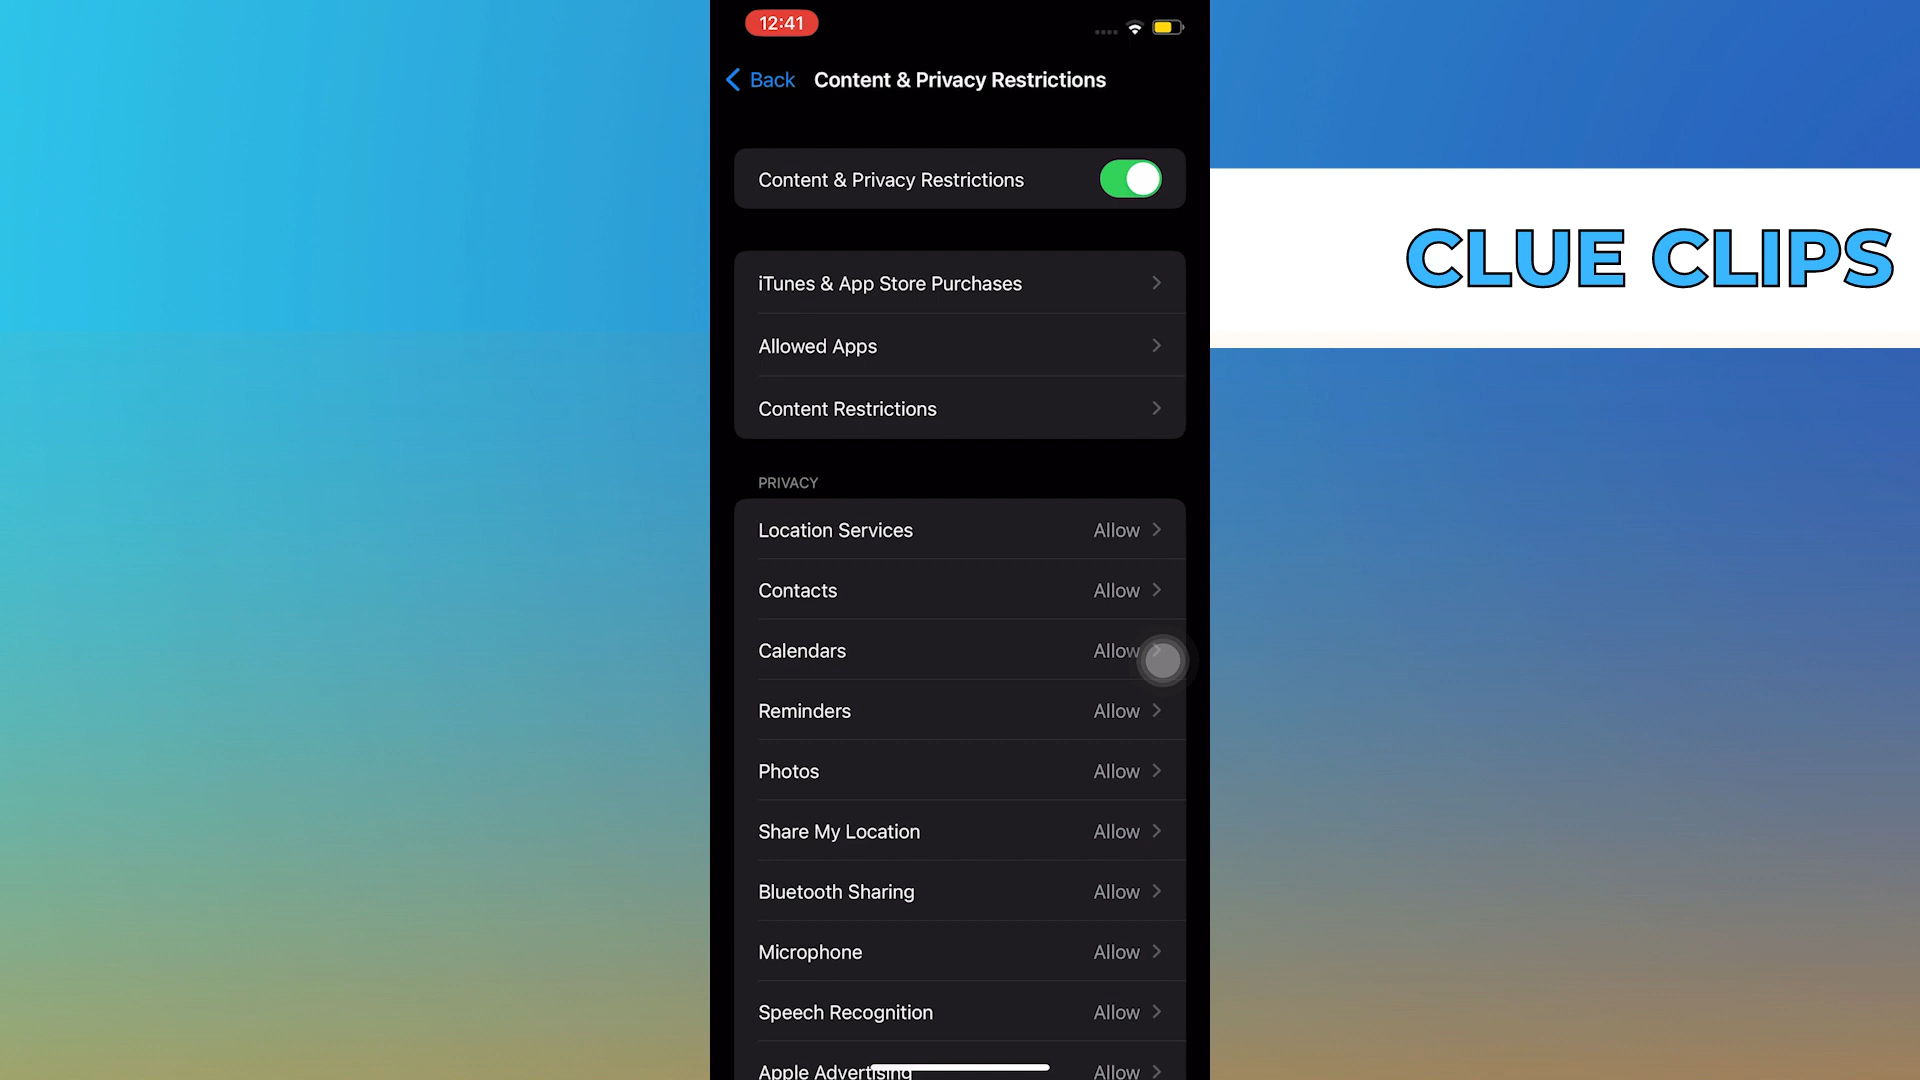 12:41
Back
Content & Privacy Restrictions
Content & Privacy Restrictions
CLUE CLIPS
iTunes & App Store Purchases
Allowed Apps
Content Restrictions
PRIVACY
Location Services Allow
Contacts Allow
Calendars Allow
Reminders Allow
Photos Allow
Share My Location Allow
Bluetooth Sharing Allow
Microphone Allow
Speech Recognition Allow
Apple Advertising Allow